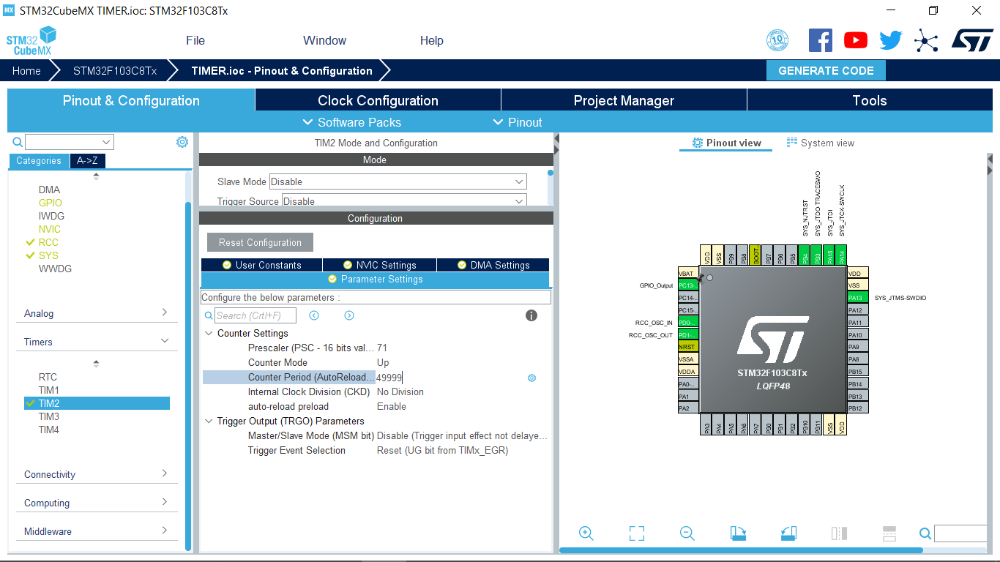 MX STM32CubeMX TIMER.ioc: STM32F103C8Tx
STM32 CubeMX
File Window Help
10
Home STM32F103C8Tx TIMER.ioc - Pinout & Configuration GENERATE CODE
Pinout & Configuration Clock Configuration Project Manager Tools
Software Packs Pinout
Categories A->Z
DMA
GPIO
IWDG
NVIC
RCC
SYS
WWDG
Analog
Timers
RTC
TIM1
TIM2
TIM3
TIM4
Connectivity
Computing
Middleware
TIM2 Mode and Configuration
Mode
Slave Mode Disable
Trigger Source Disable
Configuration
Reset Configuration
User Constants NVIC Settings DMA Settings
Parameter Settings
Configure the below parameters :
Search (Crtl+F)
Counter Settings
Prescaler (PSC - 16 bits val... 71
Counter Mode Up
Counter Period (AutoReload... 49999
Internal Clock Division (CKD) No Division
auto-reload preload Enable
Trigger Output (TRGO) Parameters
Master/Slave Mode (MSM bit) Disable (Trigger input effect not delaye...
Trigger Event Selection Reset (UG bit from TIMx_EGR)
Pinout view System view
SYS_NJTRST
SYS_JTDO-TRACESWO
SYS_JTDI
SYS_JTCK-SWCLK
VDD VSS PB9 PB8 BOOT... PB7 PB6 PB5 PB4 PB3 PA15 PA14
VBAT
GPIO_Output PC13-...
PC14-...
PC15-...
RCC_OSC_IN PD0-...
RCC_OSC_OUT PD1-...
NRST
VSSA
VDDA
PA0-...
PA1
PA2
ST
STM32F103C8Tx
LQFP48
VDD
VSS
PA13 SYS_JTMS-SWDIO
PA12
PA11
PA10
PA9
PA8
PB15
PB14
PB13
PB12
PA3 PA4 PA5 PA6 PA7 PB0 PB1 PB2 PB10 PB11 VSS VDD